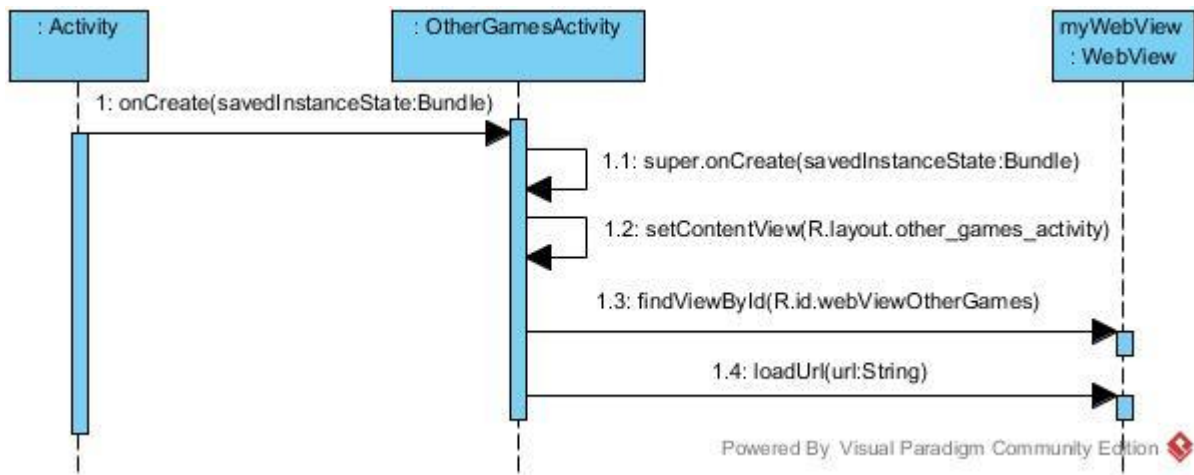 : Activity
: OtherGamesActivity
myWebView
: WebView
1: onCreate(savedInstanceState:Bundle)
1.1: super.onCreate(savedInstanceState:Bundle)
1.2: setContentView(R.layout.other_games_activity)
1.3: findViewById(R.id.webViewOtherGames)
1.4: loadUrl(url:String)
Powered By Visual Paradigm Community Edition